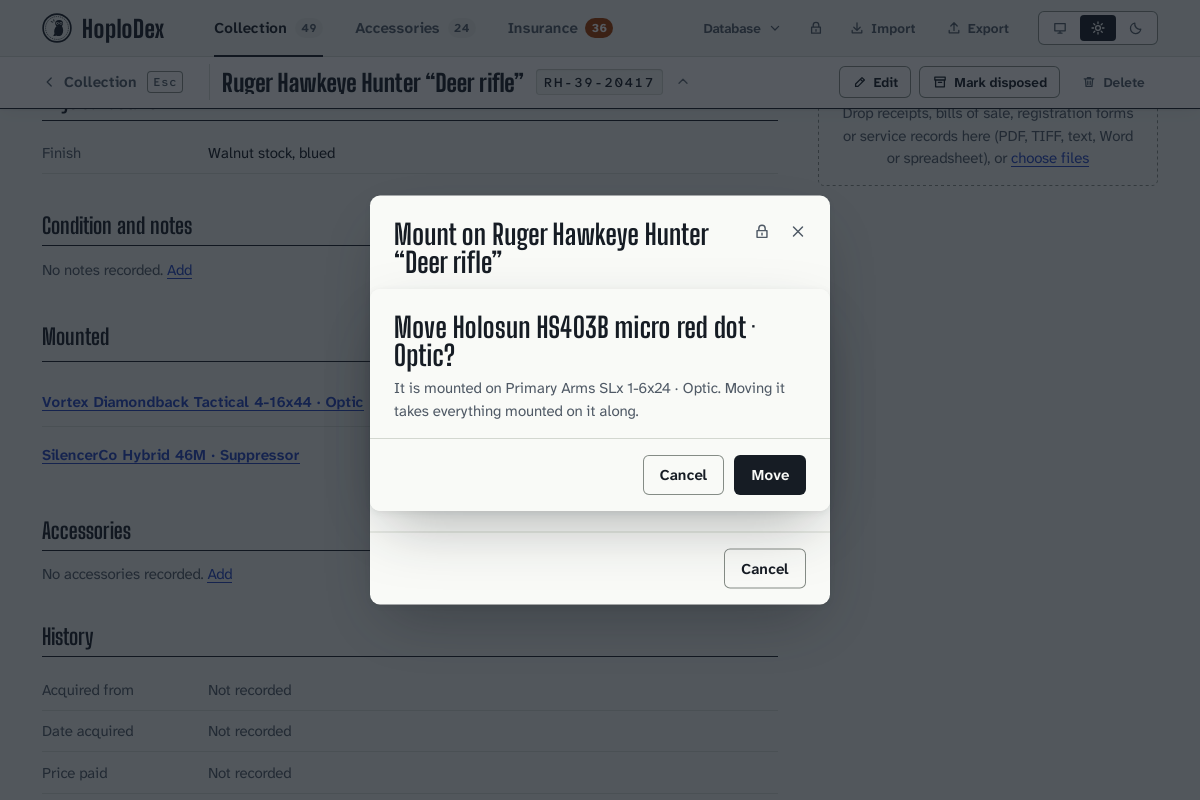 HoploDex
Collection 49
Accessories 24
Insurance 36
Database
Import
Export
Collection Esc
Ruger Hawkeye Hunter “Deer rifle” RH-39-20417
Edit
Mark disposed
Delete
Drop receipts, bills of sale, registration forms
or service records here (PDF, TIFF, text, Word
or spreadsheet), or choose files
Finish Walnut stock, blued
Condition and notes
No notes recorded. Add
Mounted
Vortex Diamondback Tactical 4-16x44 · Optic
SilencerCo Hybrid 46M · Suppressor
Accessories
No accessories recorded. Add
History
Acquired from Not recorded
Date acquired Not recorded
Price paid Not recorded
Mount on Ruger Hawkeye Hunter
“Deer rifle”
Move Holosun HS403B micro red dot ·
Optic?
It is mounted on Primary Arms SLx 1-6x24 · Optic. Moving it
takes everything mounted on it along.
Cancel
Move
Cancel